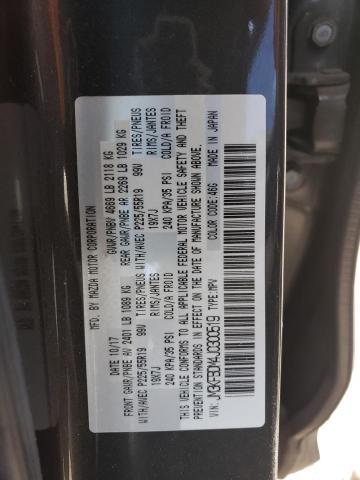 MFD. BY MAZDA MOTOR CORPORATION
10/17 GVWR/PNBV 4669 LB 2118 KG
FRONT GAWR/PNBE AV 2401 LB 1089 KG REAR GAWR/PNBE AR 2269 LB 1029 KG
WITH/AVEC P225/55R19 99V TIRES/PNEUS WITH/AVEC P225/55R19 99V TIRES/PNEUS
19X7J RIMS/JANTES 19X7J RIMS/JANTES
240 KPA/35 PSI COLD/A FROID 240 KPA/35 PSI COLD/A FROID
THIS VEHICLE CONFORMS TO ALL APPLICABLE FEDERAL MOTOR VEHICLE SAFETY AND THEFT
PREVENTION STANDARDS IN EFFECT ON THE DATE OF MANUFACTURE SHOWN ABOVE.
VIN: TYPE:MPV COLOR CODE:46G
MADE IN JAPAN